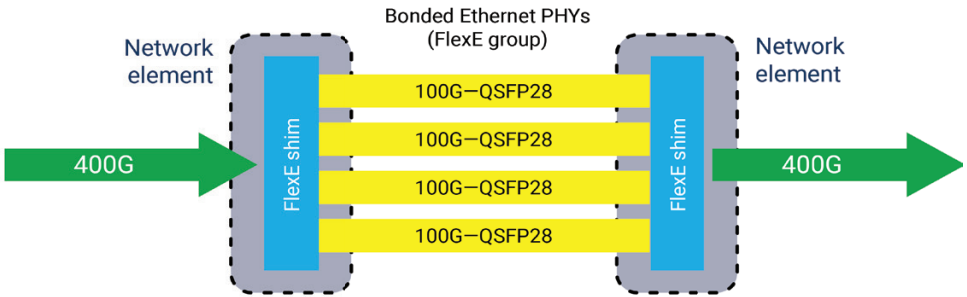 Bonded Ethernet PHYs
(FlexE group)
Network
element
Network
element
100G—QSFP28
100G—QSFP28
100G—QSFP28
100G—QSFP28
400G
FlexE shim
FlexE shim
400G